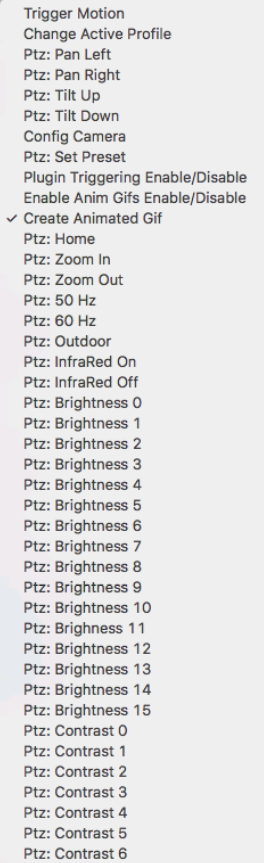 Trigger Motion
Change Active Profile
Ptz: Pan Left
Ptz: Pan Right
Ptz: Tilt Up
Ptz: Tilt Down
Config Camera
Ptz: Set Preset
Plugin Triggering Enable/Disable
Enable Anim Gifs Enable/Disable
✓ Create Animated Gif
Ptz: Home
Ptz: Zoom In
Ptz: Zoom Out
Ptz: 50 Hz
Ptz: 60 Hz
Ptz: Outdoor
Ptz: InfraRed On
Ptz: InfraRed Off
Ptz: Brightness 0
Ptz: Brightness 1
Ptz: Brightness 2
Ptz: Brightness 3
Ptz: Brightness 4
Ptz: Brightness 5
Ptz: Brightness 6
Ptz: Brightness 7
Ptz: Brightness 8
Ptz: Brightness 9
Ptz: Brightness 10
Ptz: Brighness 11
Ptz: Brightness 12
Ptz: Brightness 13
Ptz: Brightness 14
Ptz: Brightness 15
Ptz: Contrast 0
Ptz: Contrast 1
Ptz: Contrast 2
Ptz: Contrast 3
Ptz: Contrast 4
Ptz: Contrast 5
Ptz: Contrast 6